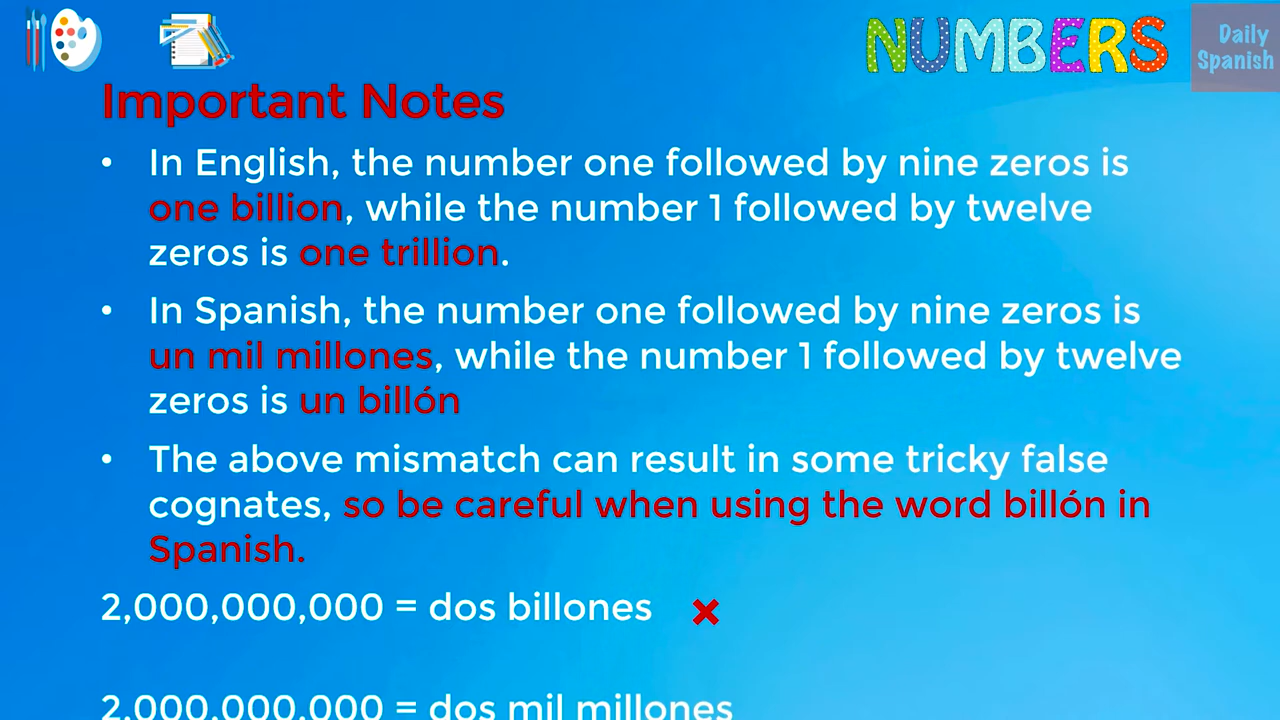 NUMBERS
Daily
Spanish
Important Notes
• In English, the number one followed by nine zeros is
one billion, while the number 1 followed by twelve
zeros is one trillion.
• In Spanish, the number one followed by nine zeros is
un mil millones, while the number 1 followed by twelve
zeros is un billón
• The above mismatch can result in some tricky false
cognates, so be careful when using the word billón in
Spanish.
2,000,000,000 = dos billones ×
2,000,000,000 = dos mil millones